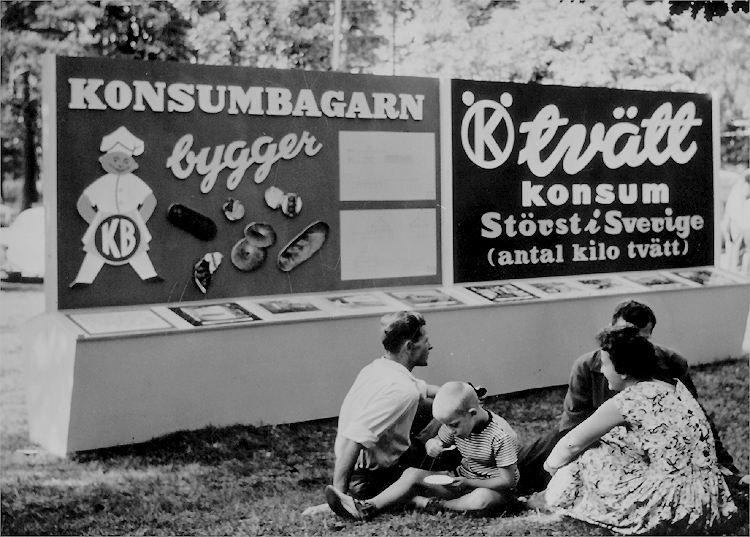 KONSUMBAGARN
bygger
KB
K tvätt
konsum
Störst i Sverige
(antal kilo tvätt)